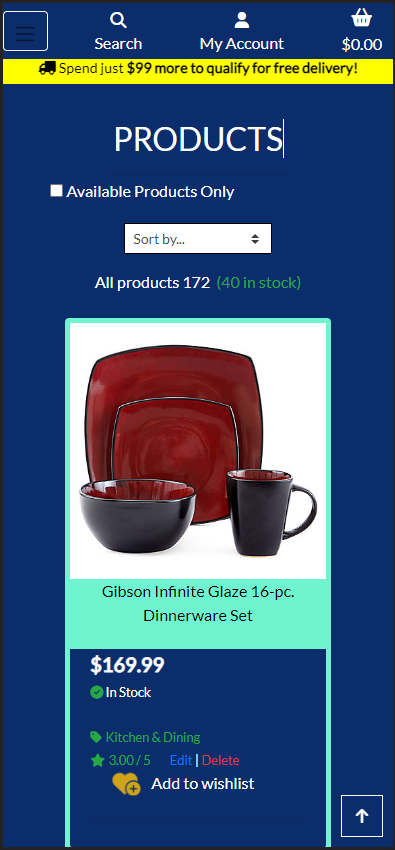 Search
My Account
$0.00
Spend just $99 more to qualify for free delivery!
PRODUCTS
Available Products Only
Sort by...
All products 172 (40 in stock)
Gibson Infinite Glaze 16-pc.
Dinnerware Set
$169.99
In Stock
Kitchen & Dining
3.00 / 5 Edit | Delete
Add to wishlist